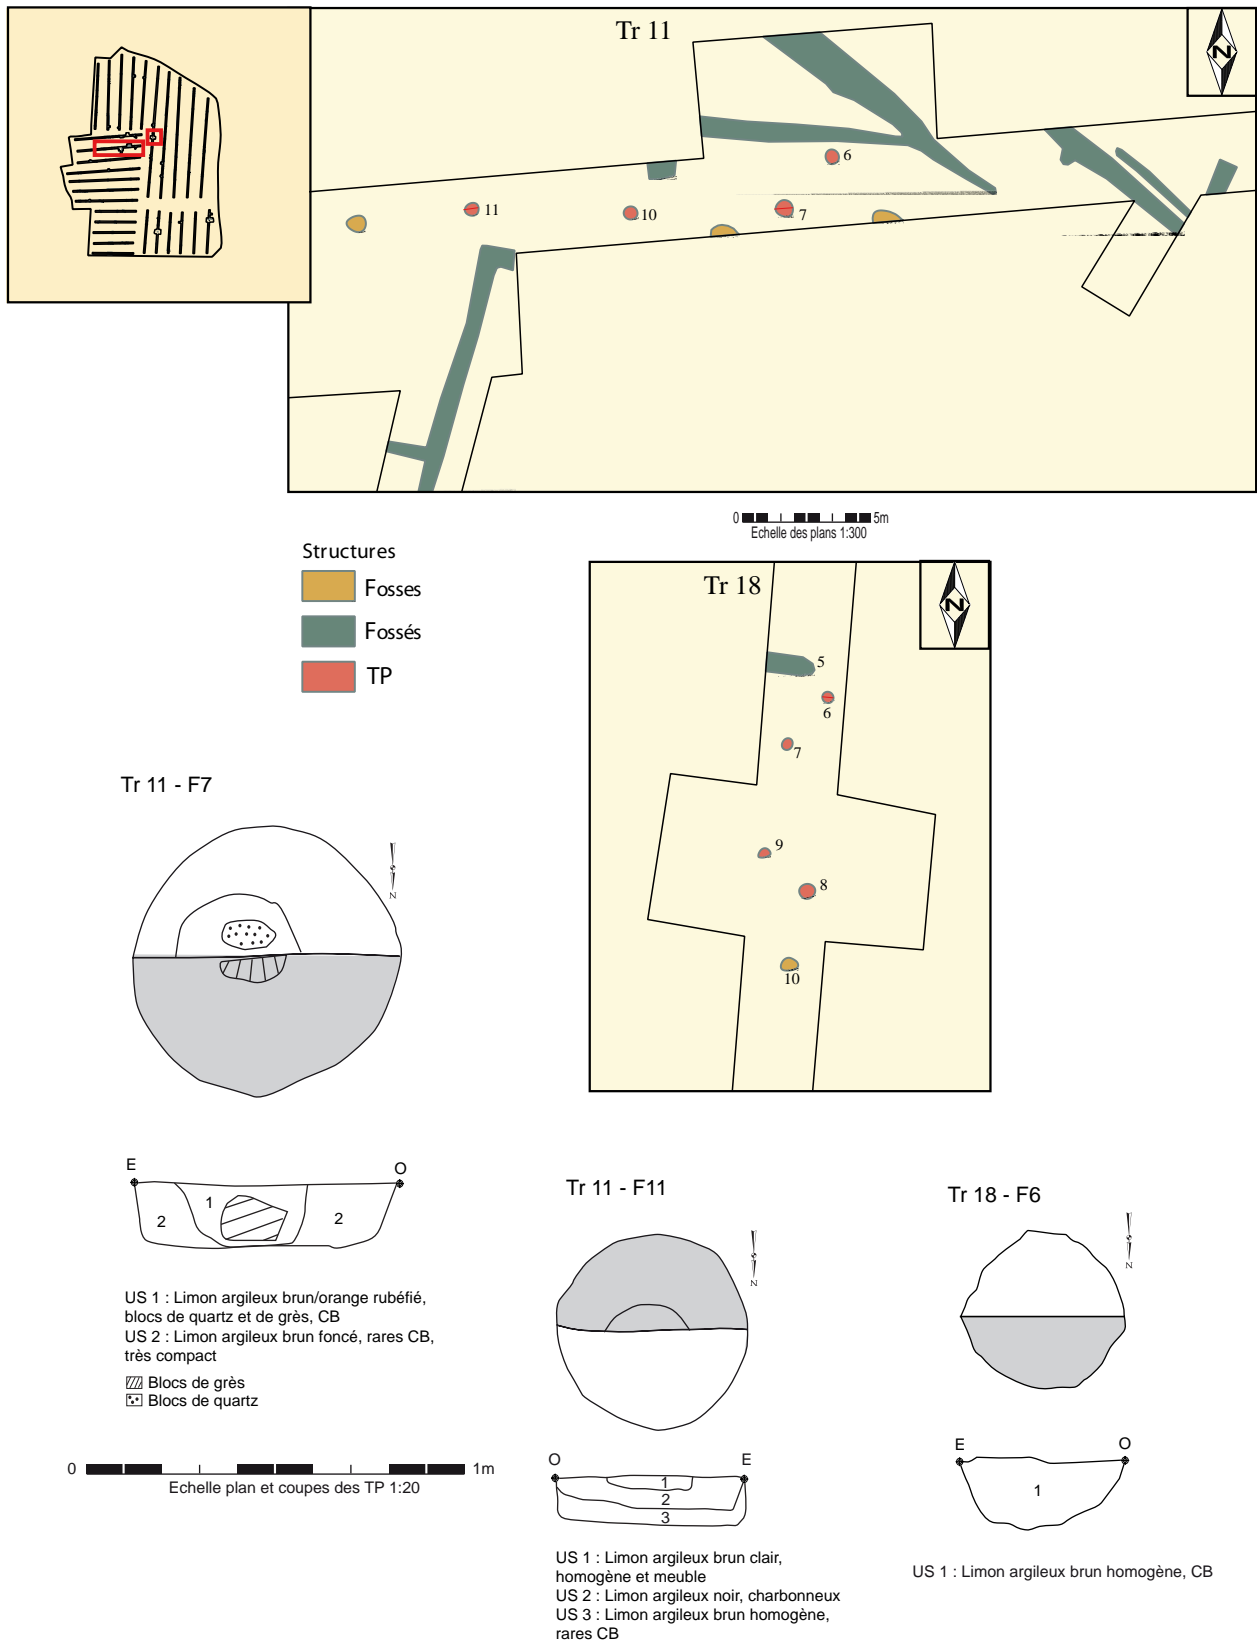 Tr 11
N
6
11
10
7
0 5m
Echelle des plans 1:300
Structures
Fosses
Fossés
TP
Tr 18
N
5
6
7
9
8
10
Tr 11 - F7
N
E
O
1
2
2
US 1 : Limon argileux brun/orange rubéfié,
blocs de quartz et de grès, CB
US 2 : Limon argileux brun foncé, rares CB,
très compact
Blocs de grès
Blocs de quartz
0 1m
Echelle plan et coupes des TP 1:20
Tr 11 - F11
N
O
E
1
2
3
US 1 : Limon argileux brun clair,
homogène et meuble
US 2 : Limon argileux noir, charbonneux
US 3 : Limon argileux brun homogène,
rares CB
Tr 18 - F6
N
E
O
1
US 1 : Limon argileux brun homogène, CB